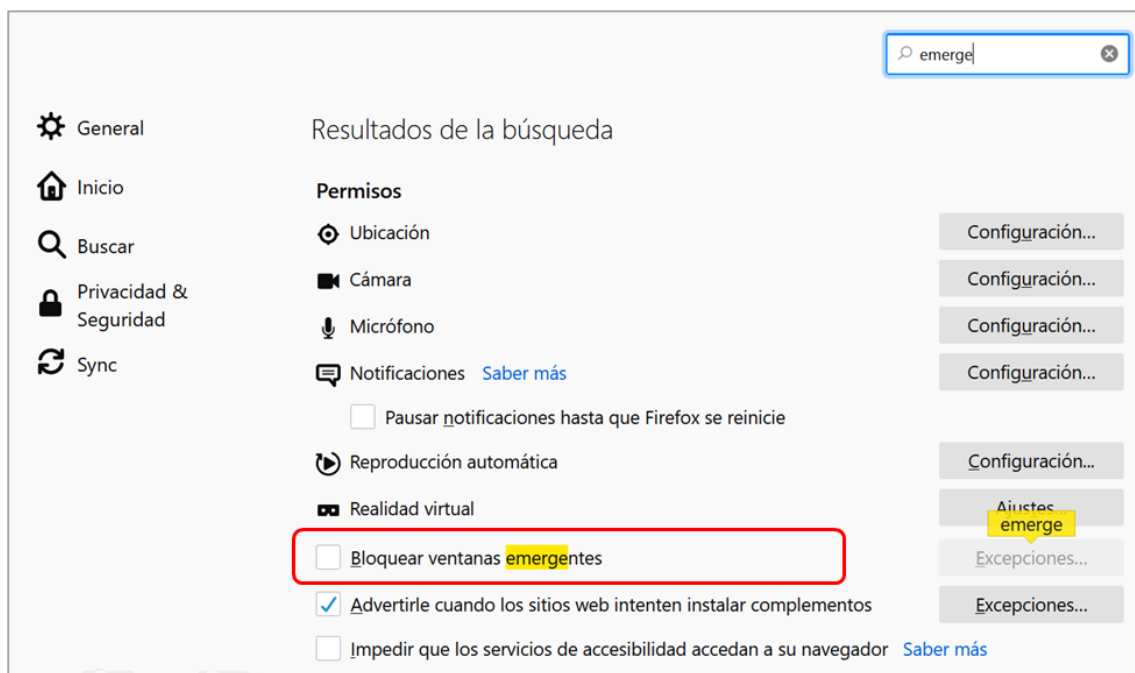 emerge
General
Inicio
Buscar
Privacidad &
Seguridad
Sync
Resultados de la búsqueda
Permisos
Ubicación Configuración...
Cámara Configuración...
Micrófono Configuración...
Notificaciones Saber más Configuración...
Pausar notificaciones hasta que Firefox se reinicie
Reproducción automática Configuración...
Realidad virtual Ajustes...
emerge
Bloquear ventanas emergentes Excepciones...
Advertirle cuando los sitios web intenten instalar complementos Excepciones...
Impedir que los servicios de accesibilidad accedan a su navegador Saber más